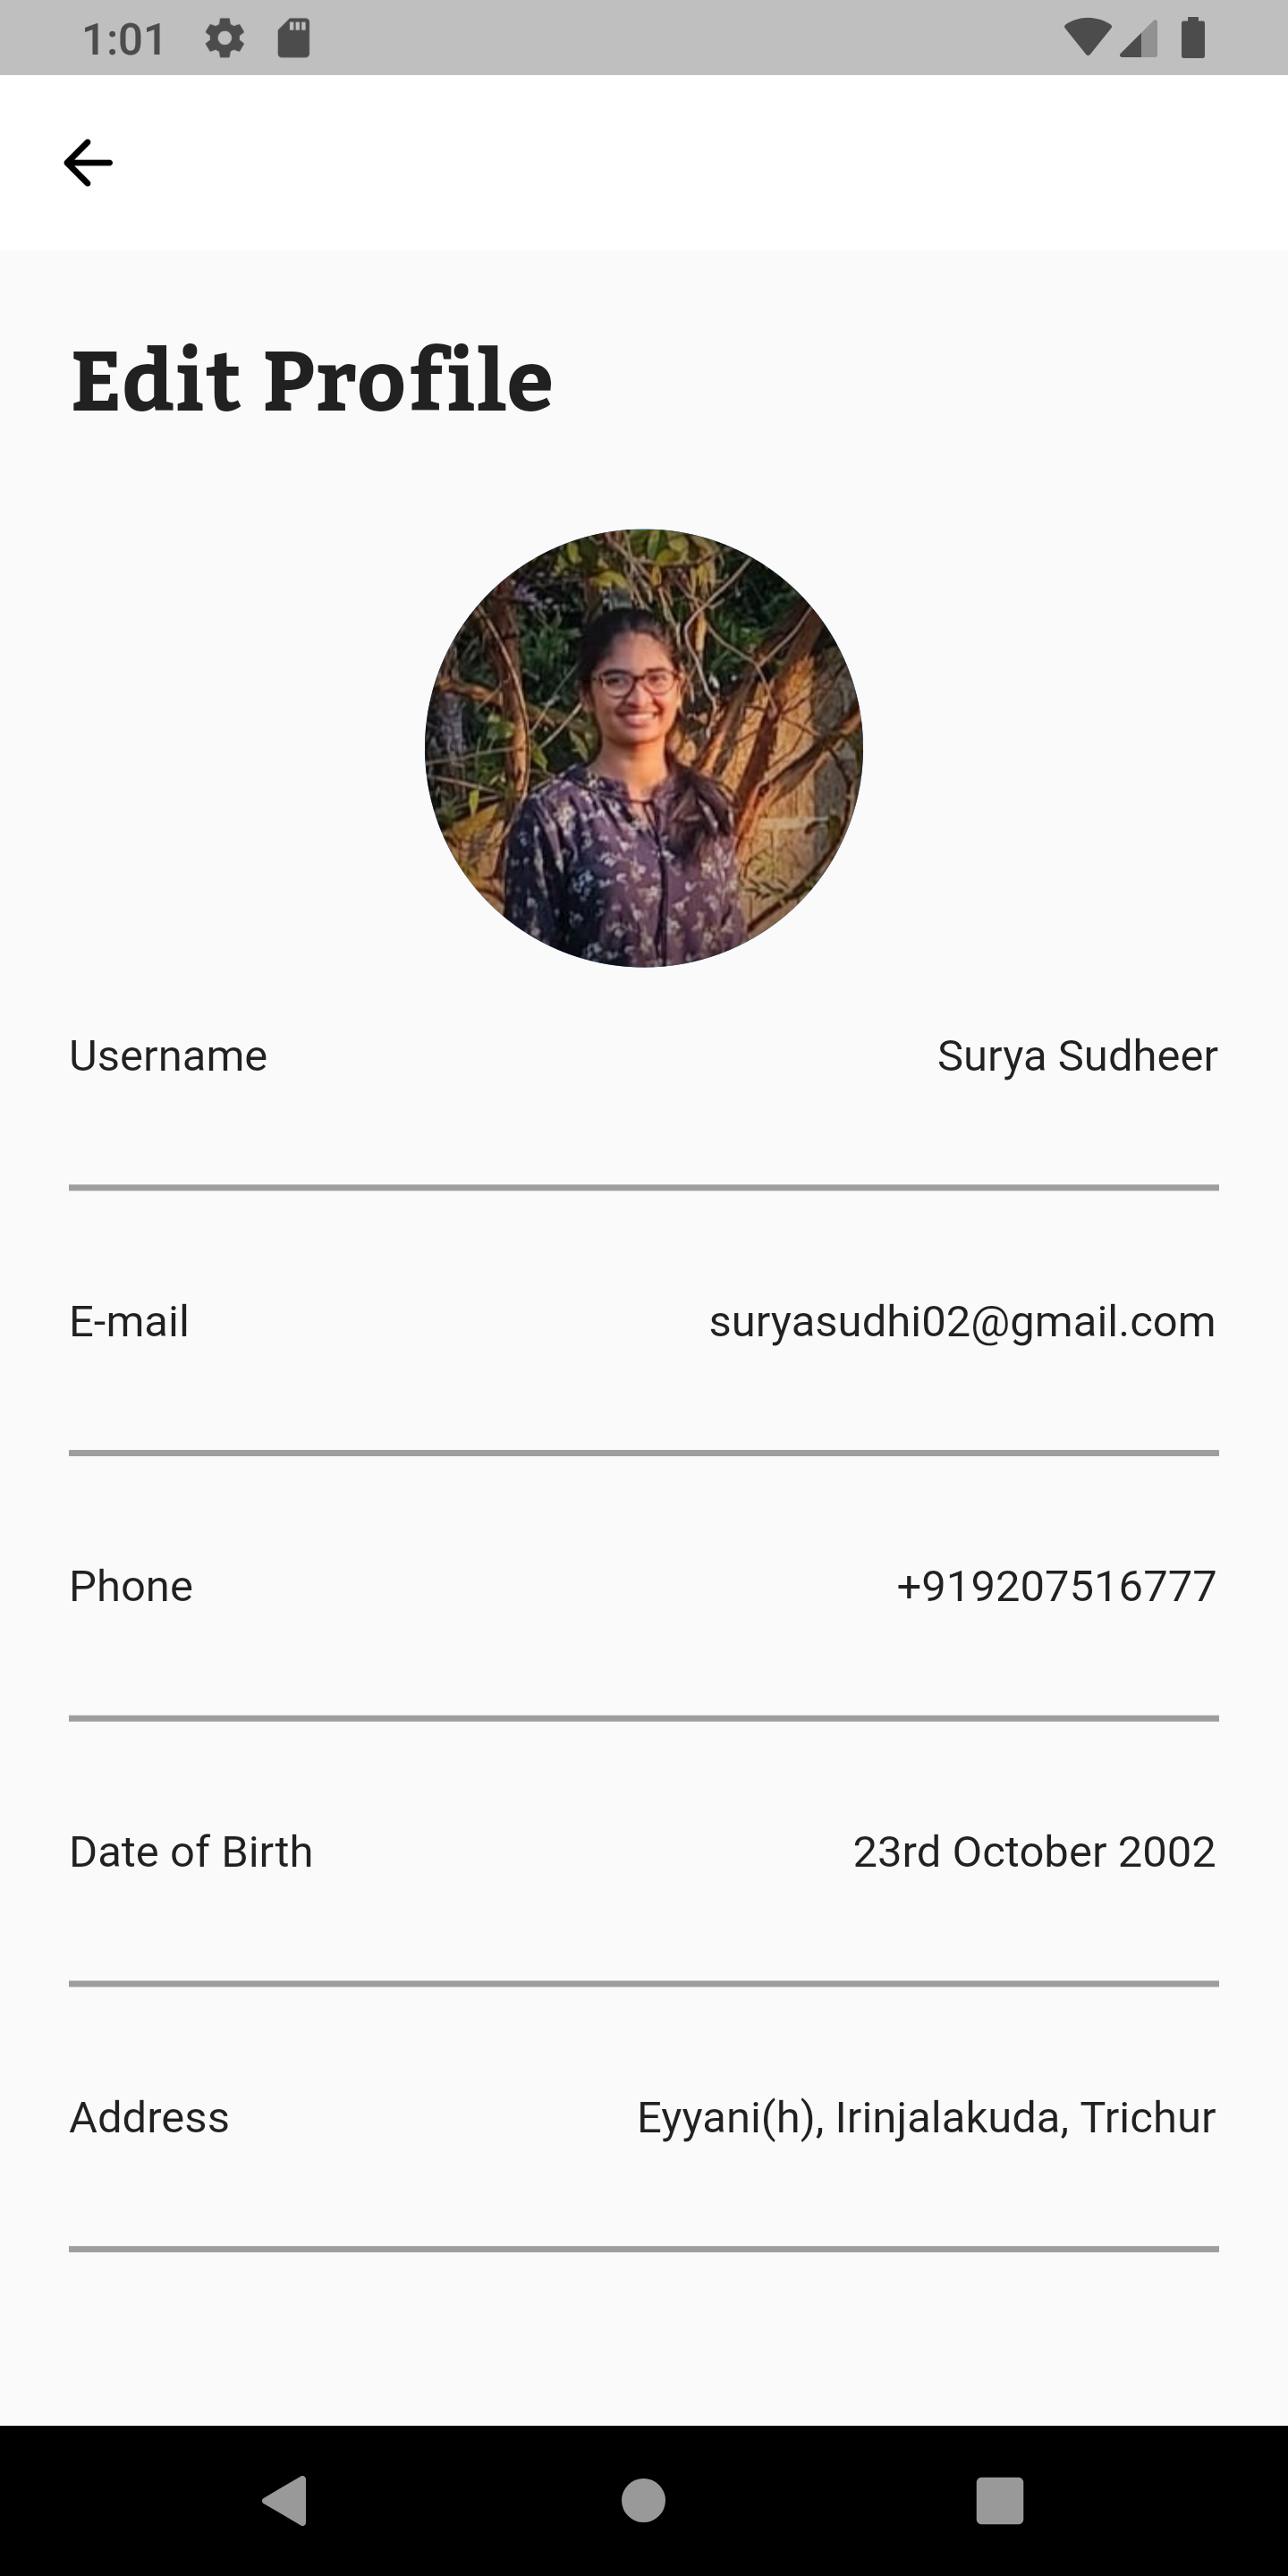 1:01
Edit Profile
Username Surya Sudheer
E-mail suryasudhi02@gmail.com
Phone +919207516777
Date of Birth 23rd October 2002
Address Eyyani(h), Irinjalakuda, Trichur